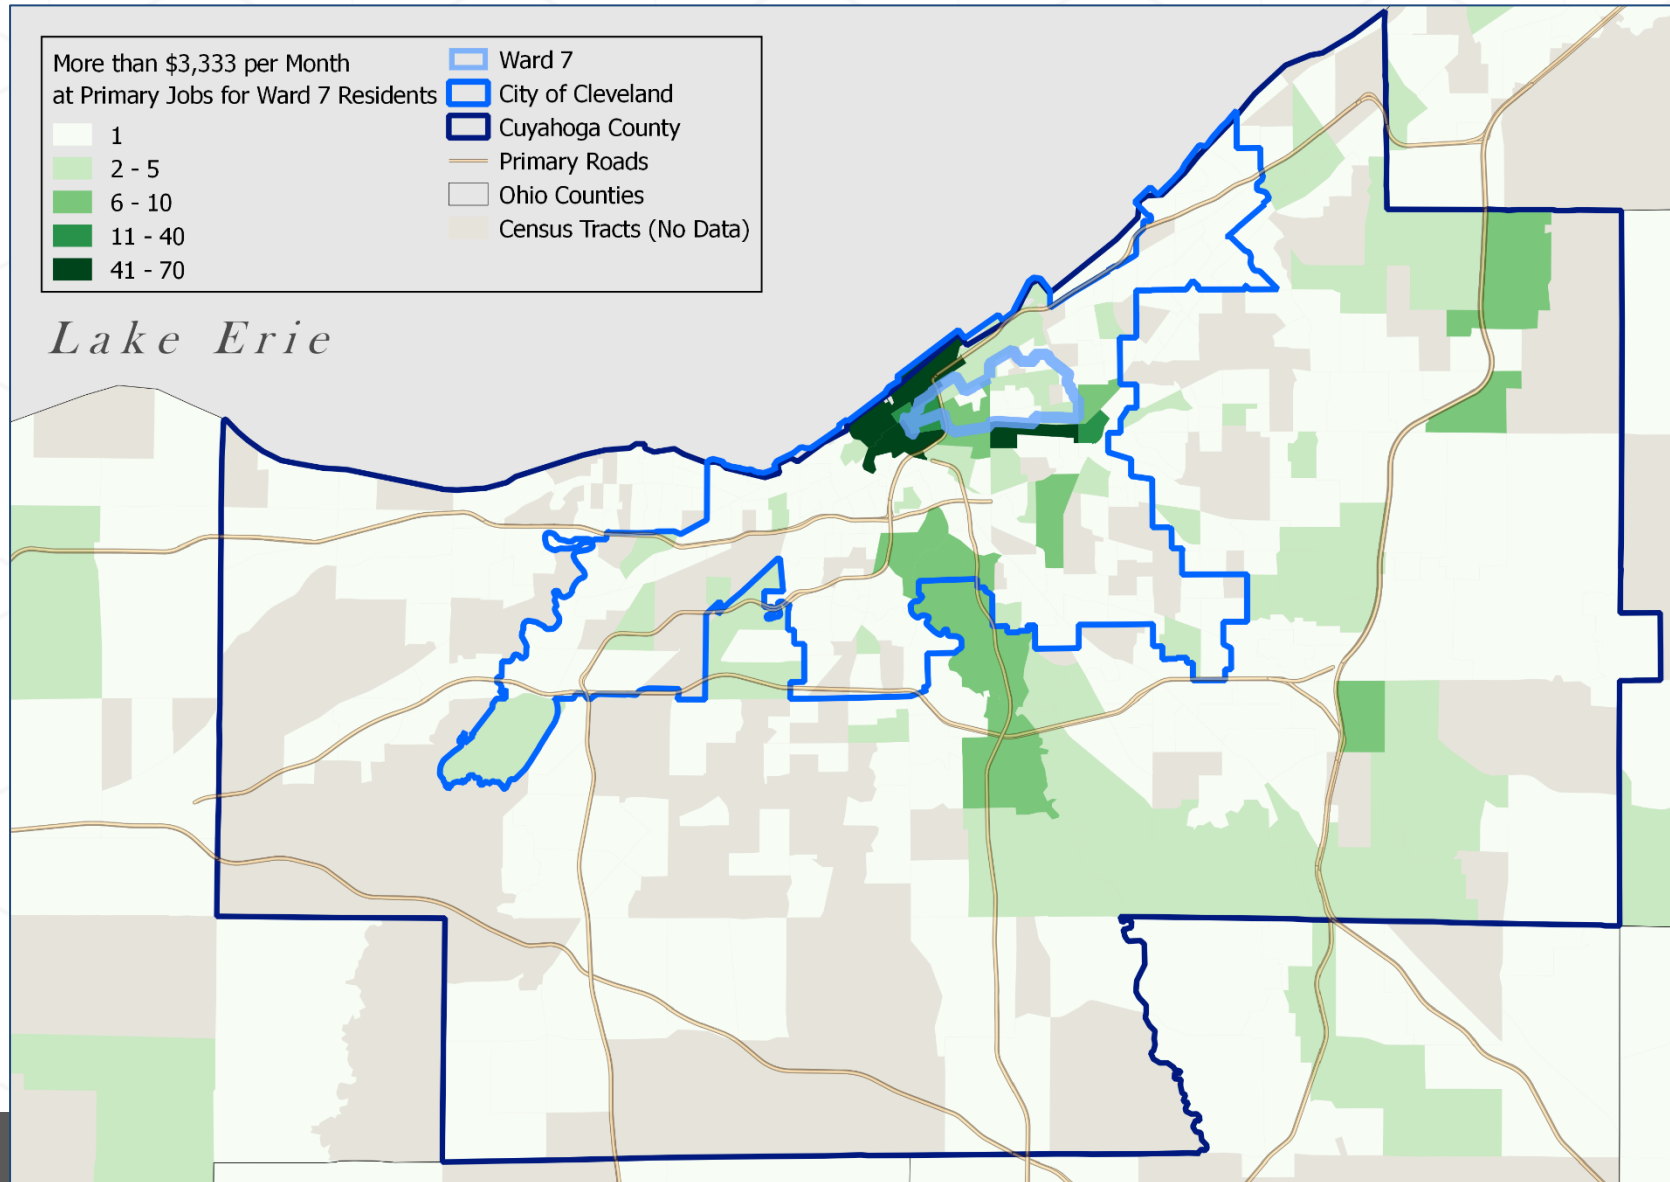 More than $3,333 per Month
at Primary Jobs for Ward 7 Residents
1
2 - 5
6 - 10
11 - 40
41 - 70
Ward 7
City of Cleveland
Cuyahoga County
Primary Roads
Ohio Counties
Census Tracts (No Data)
Lake Erie